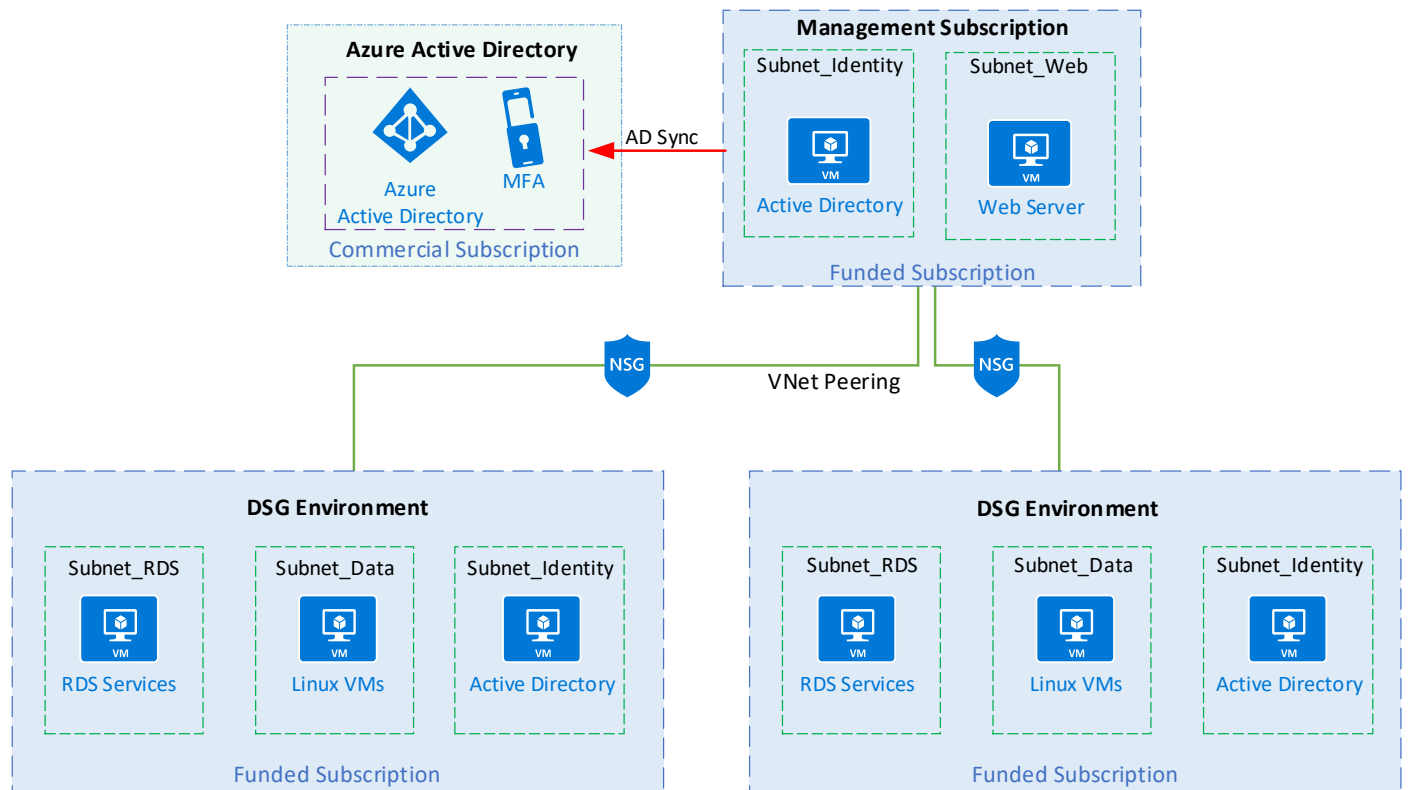 Azure Active Directory
Azure
Active Directory
MFA
Commercial Subscription
AD Sync
Management Subscription
Subnet_Identity
VM
Active Directory
Subnet_Web
VM
Web Server
Funded Subscription
NSG
VNet Peering
NSG
DSG Environment
Subnet_RDS
VM
RDS Services
Subnet_Data
VM
Linux VMs
Subnet_Identity
VM
Active Directory
Funded Subscription
DSG Environment
Subnet_RDS
VM
RDS Services
Subnet_Data
VM
Linux VMs
Subnet_Identity
VM
Active Directory
Funded Subscription